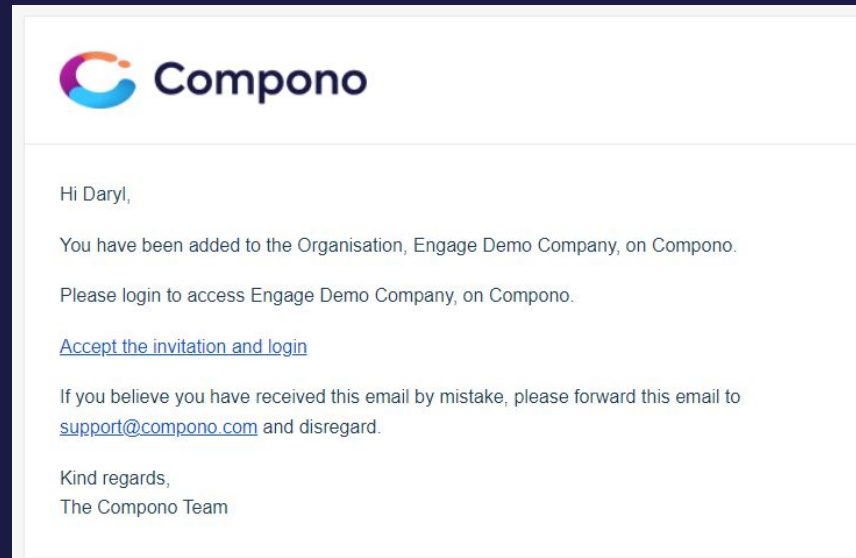 Compono
Hi Daryl,
You have been added to the Organisation, Engage Demo Company, on Compono.
Please login to access Engage Demo Company, on Compono.
Accept the invitation and login
If you believe you have received this email by mistake, please forward this email to
support@compono.com and disregard.
Kind regards,
The Compono Team